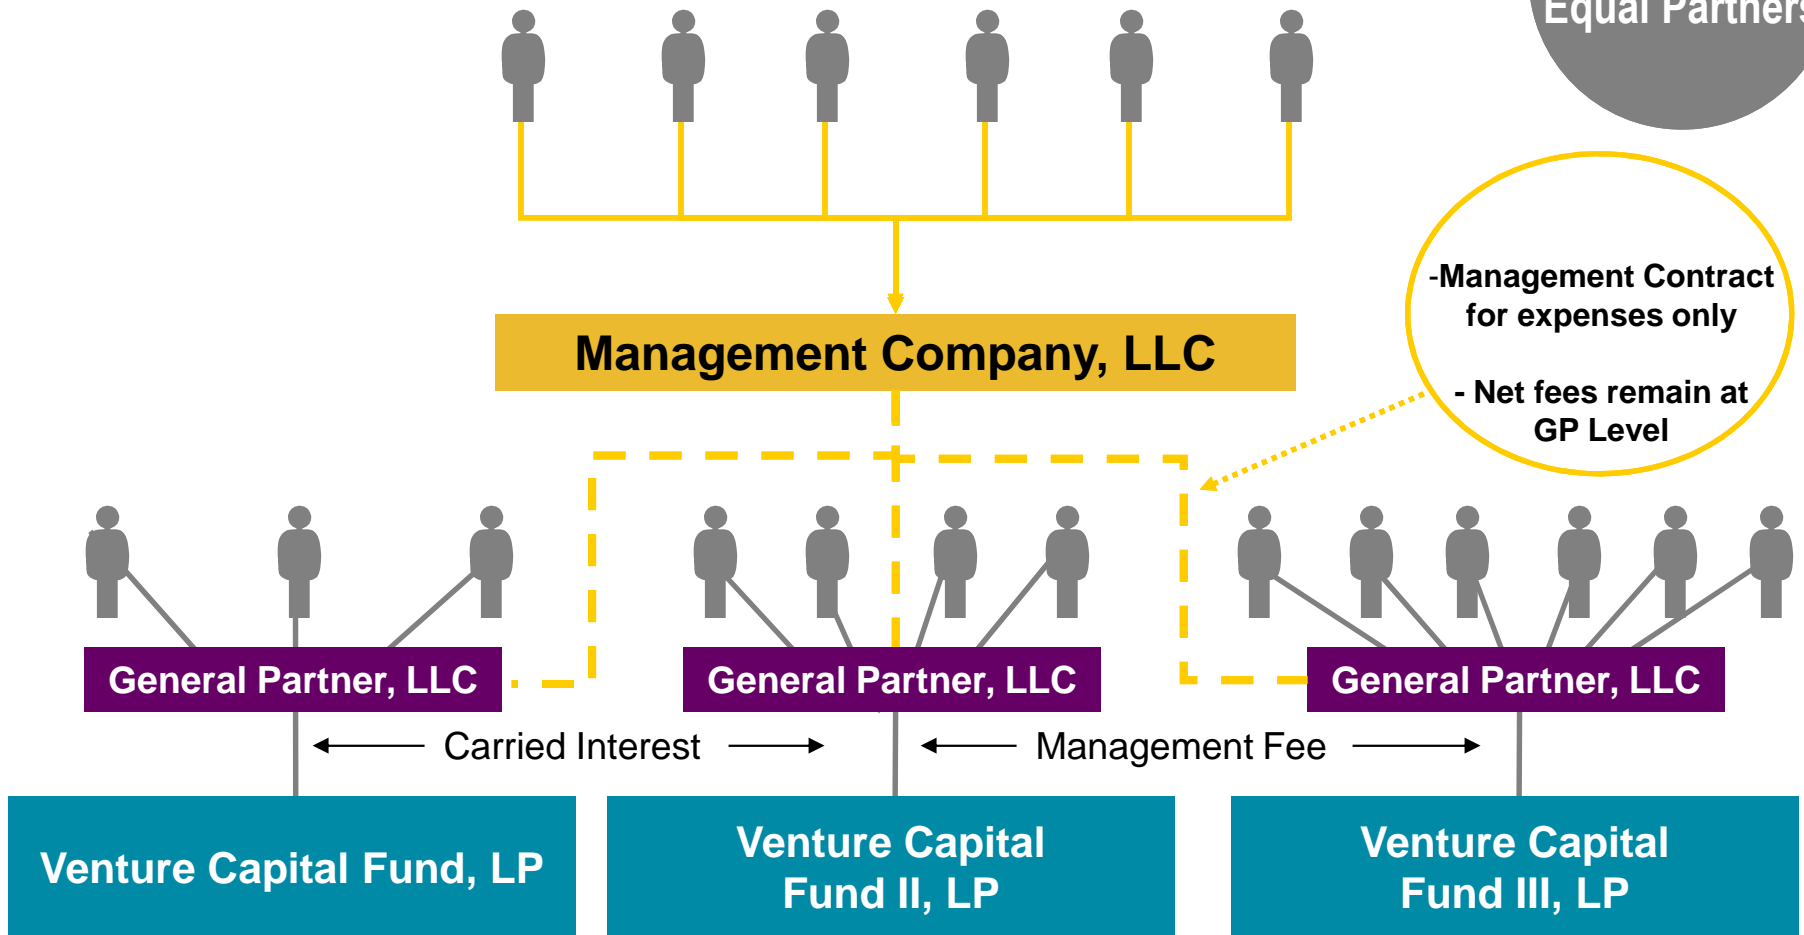 Equal Partners
-Management Contract
for expenses only
- Net fees remain at
GP Level
Management Company, LLC
General Partner, LLC
General Partner, LLC
General Partner, LLC
Carried Interest
Management Fee
Venture Capital Fund, LP
Venture Capital
Fund II, LP
Venture Capital
Fund III, LP